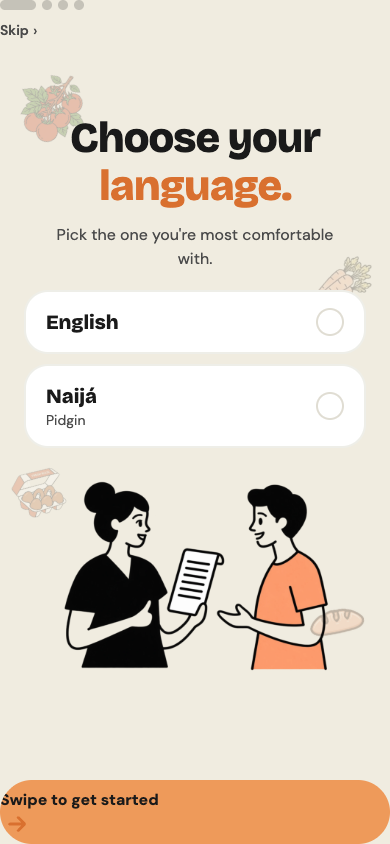 Skip ›
Choose your
language.
Pick the one you're most comfortable
with.
English
Naijá
Pidgin
Swipe to get started